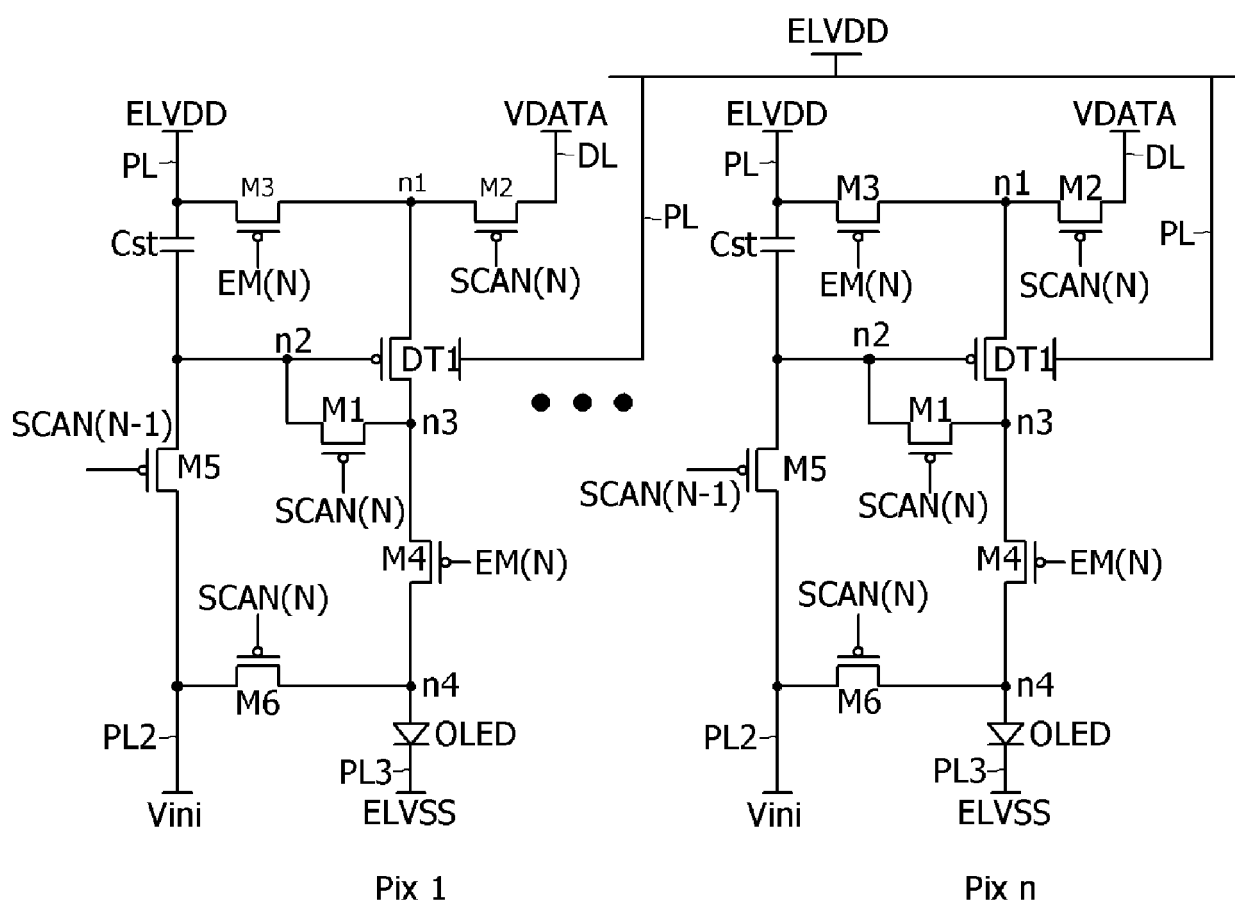 ELVDD
ELVDD
VDATA
ELVDD
VDATA
PL
DL
PL
DL
M3
n1
M2
M3
n1
M2
PL
PL
Cst
EM(N)
SCAN(N)
Cst
EM(N)
SCAN(N)
n2
DT1
n2
DT1
M1
n3
M1
n3
SCAN(N-1)
M5
SCAN(N-1)
M5
SCAN(N)
SCAN(N)
M4
EM(N)
M4
EM(N)
SCAN(N)
SCAN(N)
M6
n4
M6
n4
PL2
OLED
PL2
OLED
PL3
PL3
Vini
ELVSS
Vini
ELVSS
Pix 1
Pix n